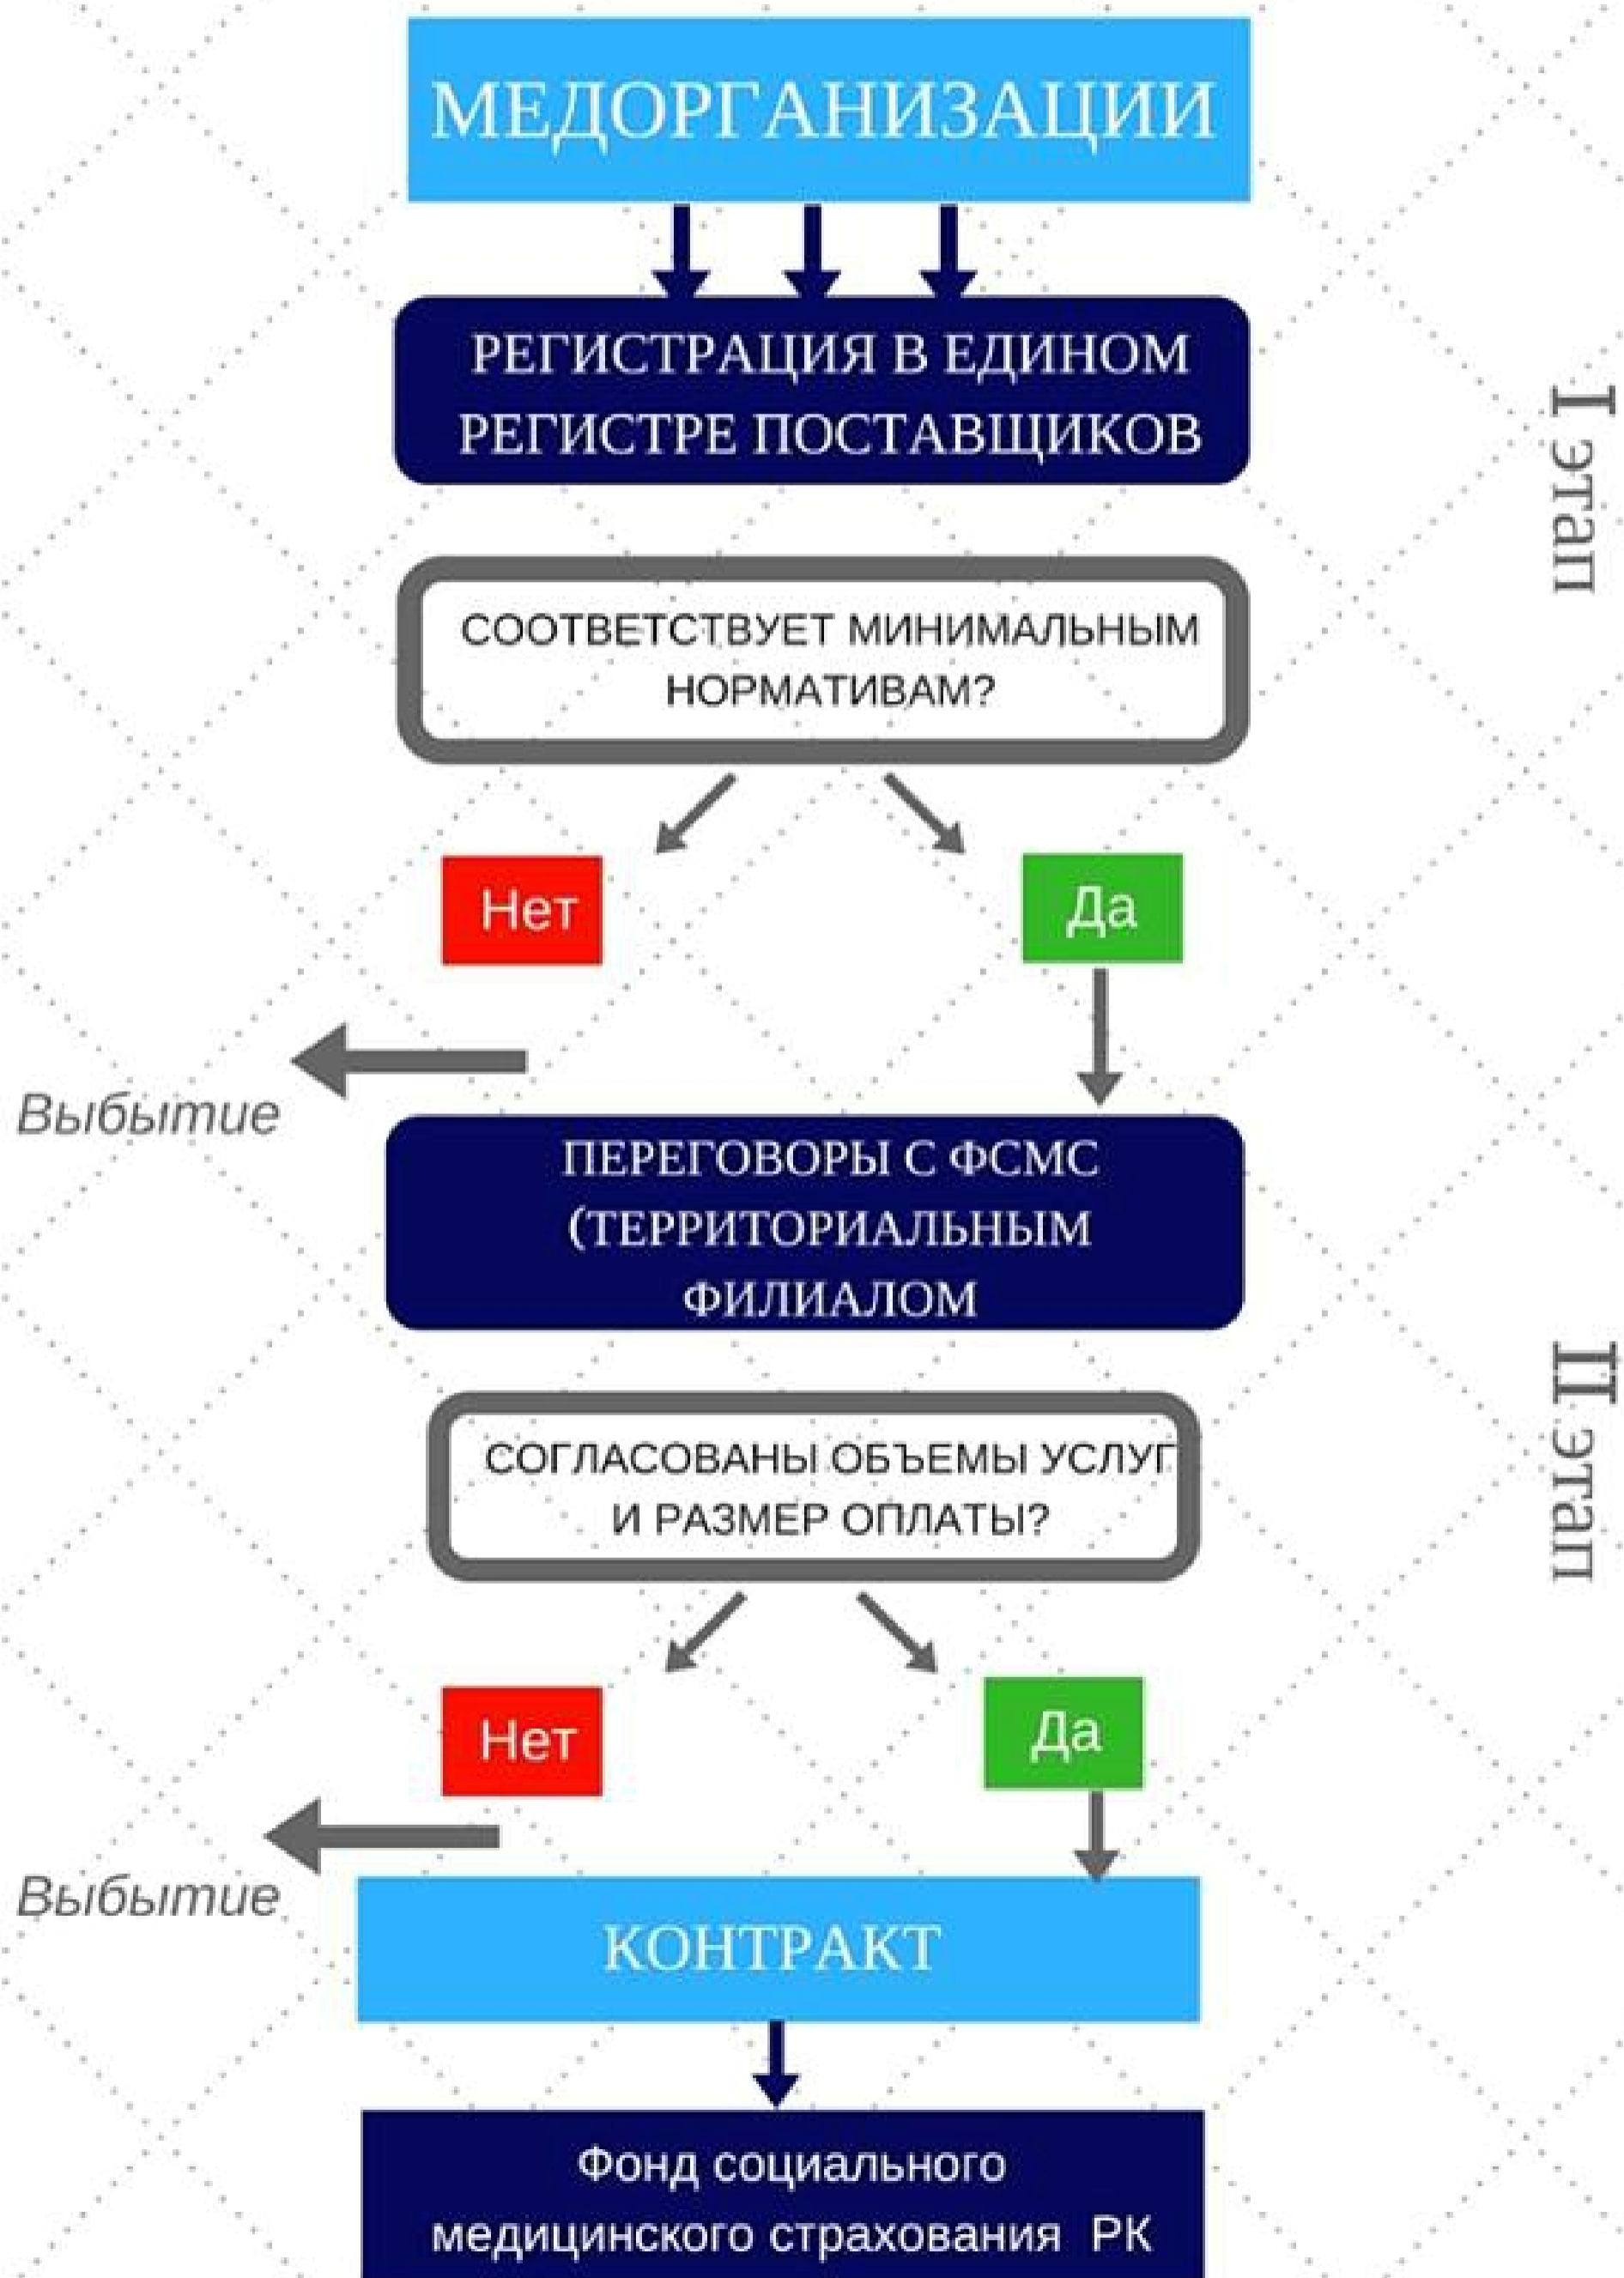 МЕДОРГАНИЗАЦИИ
РЕГИСТРАЦИЯ В ЕДИНОМ
РЕГИСТРЕ ПОСТАВЩИКОВ
I этап
СООТВЕТСТВУЕТ МИНИМАЛЬНЫМ
НОРМАТИВАМ?
Нет
Да
Выбытие
ПЕРЕГОВОРЫ С ФСМС
(ТЕРРИТОРИАЛЬНЫМ
ФИЛИАЛОМ
II этап
СОГЛАСОВАНЫ ОБЪЕМЫ УСЛУГ
И РАЗМЕР ОПЛАТЫ?
Нет
Да
Выбытие
КОНТРАКТ
Фонд социального
медицинского страхования РК